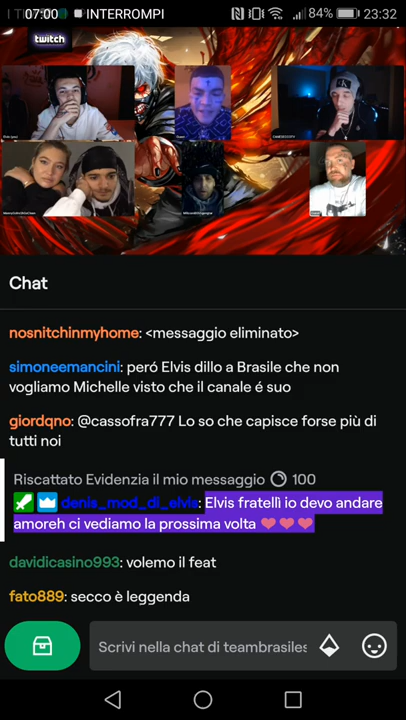 07:00 INTERROMPI 84% 23:32
twitch
Chat
nosnitchinmyhome: <messaggio eliminato>
simoneemancini: peró Elvis dillo a Brasile che non
vogliamo Michelle visto che il canale é suo
giordqno: @cassofra777 Lo so che capisce forse più di
tutti noi
Riscattato Evidenzia il mio messaggio 100
denis_mod_di_elvis: Elvis fratellì io devo andare
amoreh ci vediamo la prossima volta ❤❤❤
davidicasino993: volemo il feat
fato889: secco è leggenda
Scrivi nella chat di teambrasiles